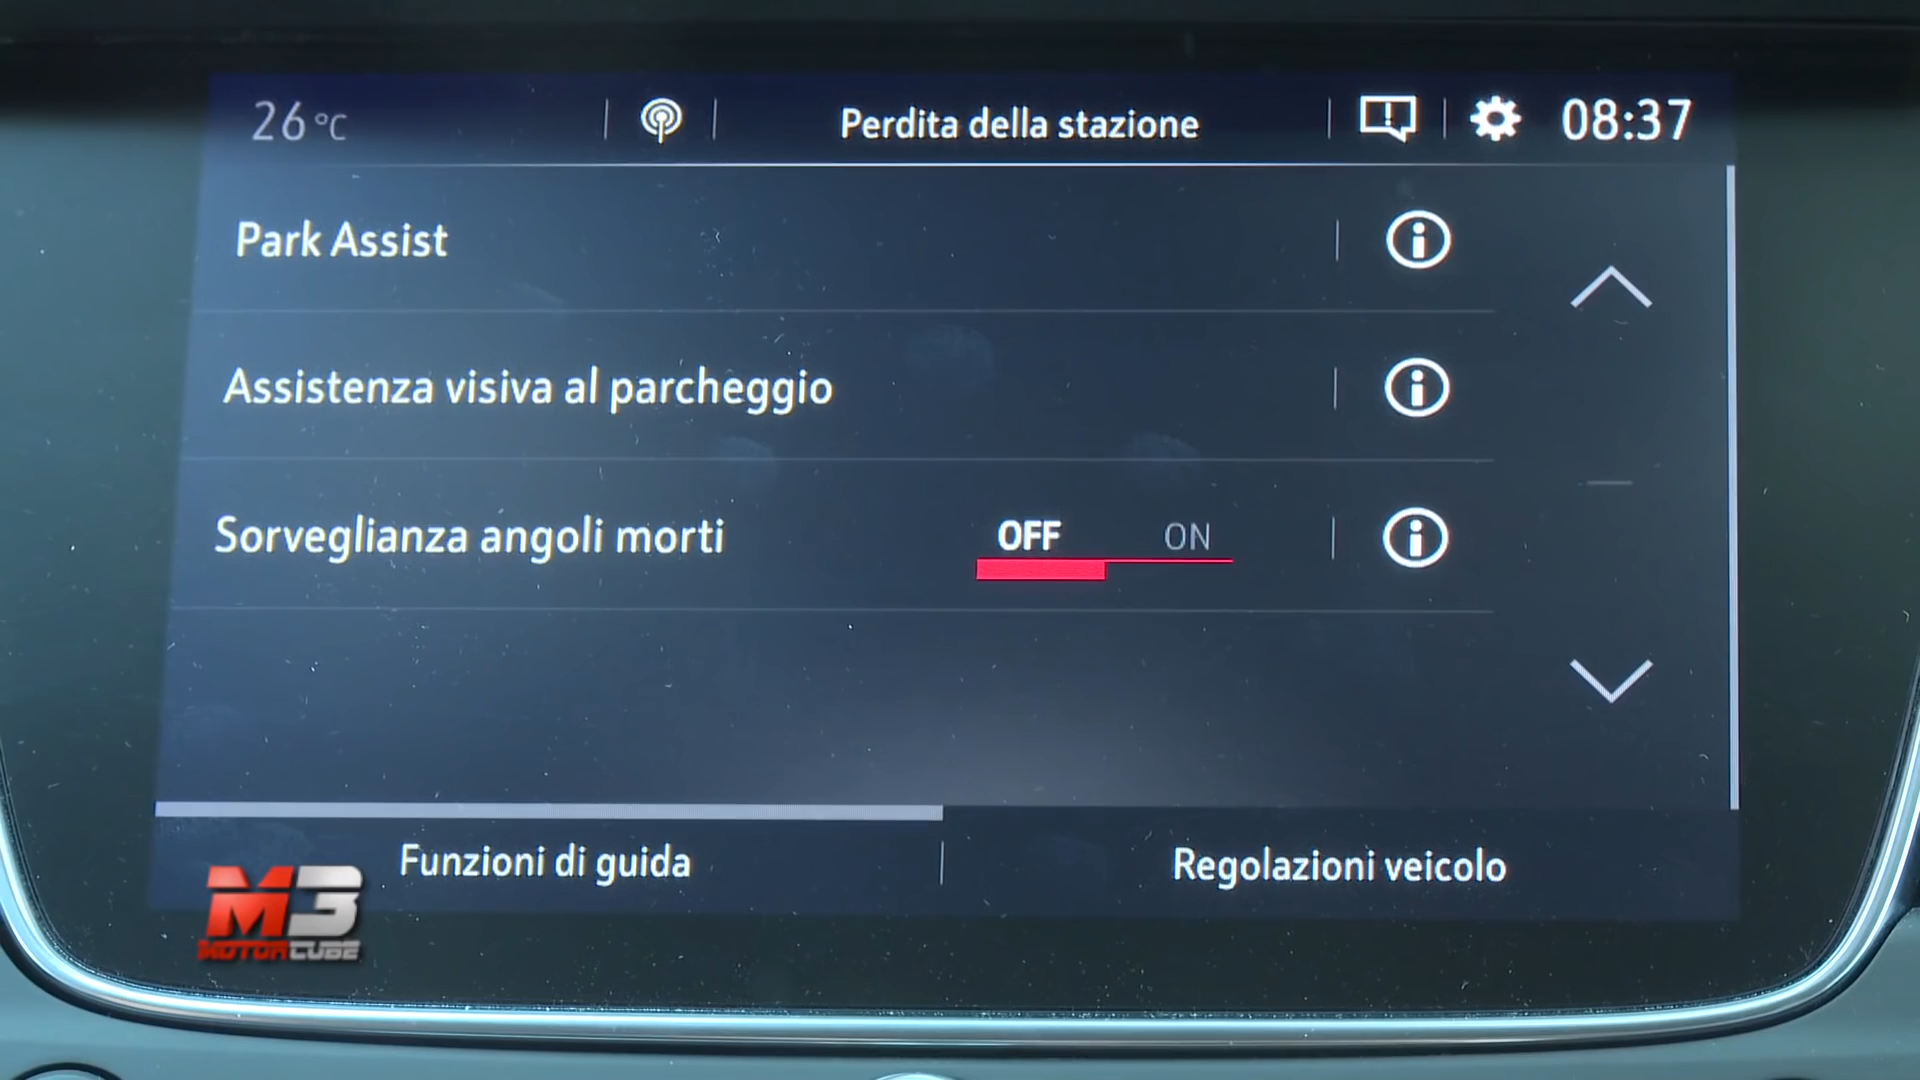 26 °C
Perdita della stazione
08:37
Park Assist
Assistenza visiva al parcheggio
Sorveglianza angoli morti
OFF ON
Funzioni di guida
Regolazioni veicolo
M3
MOTORCUBE